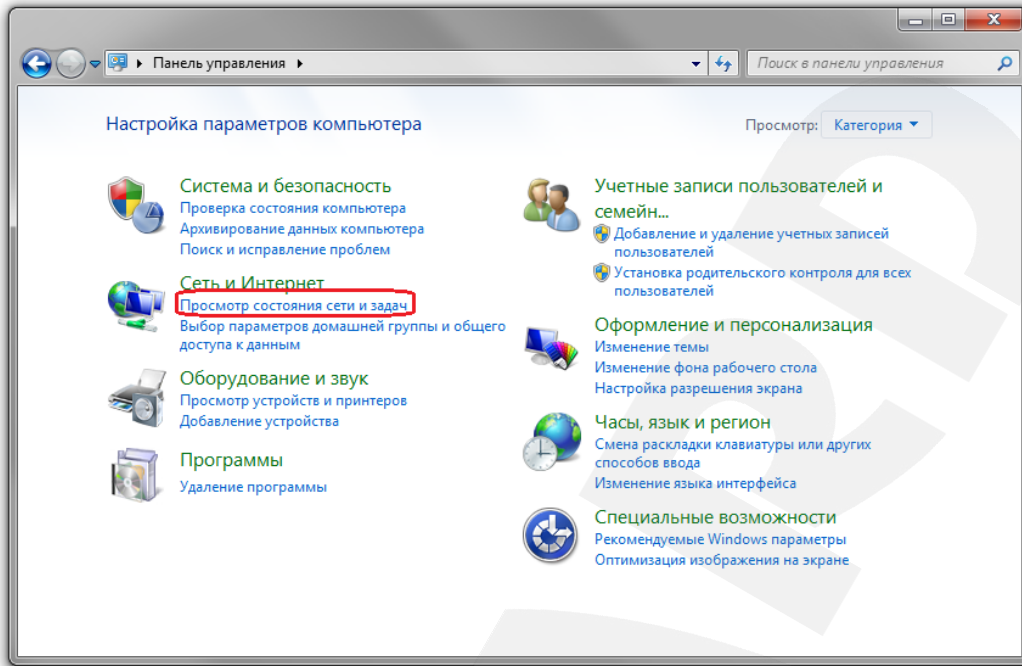 Панель управления
Поиск в панели управления
Настройка параметров компьютера
Просмотр: Категория
Система и безопасность
Проверка состояния компьютера
Архивирование данных компьютера
Поиск и исправление проблем
Сеть и Интернет
Просмотр состояния сети и задач
Выбор параметров домашней группы и общего
доступа к данным
Оборудование и звук
Просмотр устройств и принтеров
Добавление устройства
Программы
Удаление программы
Учетные записи пользователей и
семейн...
Добавление и удаление учетных записей
пользователей
Установка родительского контроля для всех
пользователей
Оформление и персонализация
Изменение темы
Изменение фона рабочего стола
Настройка разрешения экрана
Часы, язык и регион
Смена раскладки клавиатуры или других
способов ввода
Изменение языка интерфейса
Специальные возможности
Рекомендуемые Windows параметры
Оптимизация изображения на экране